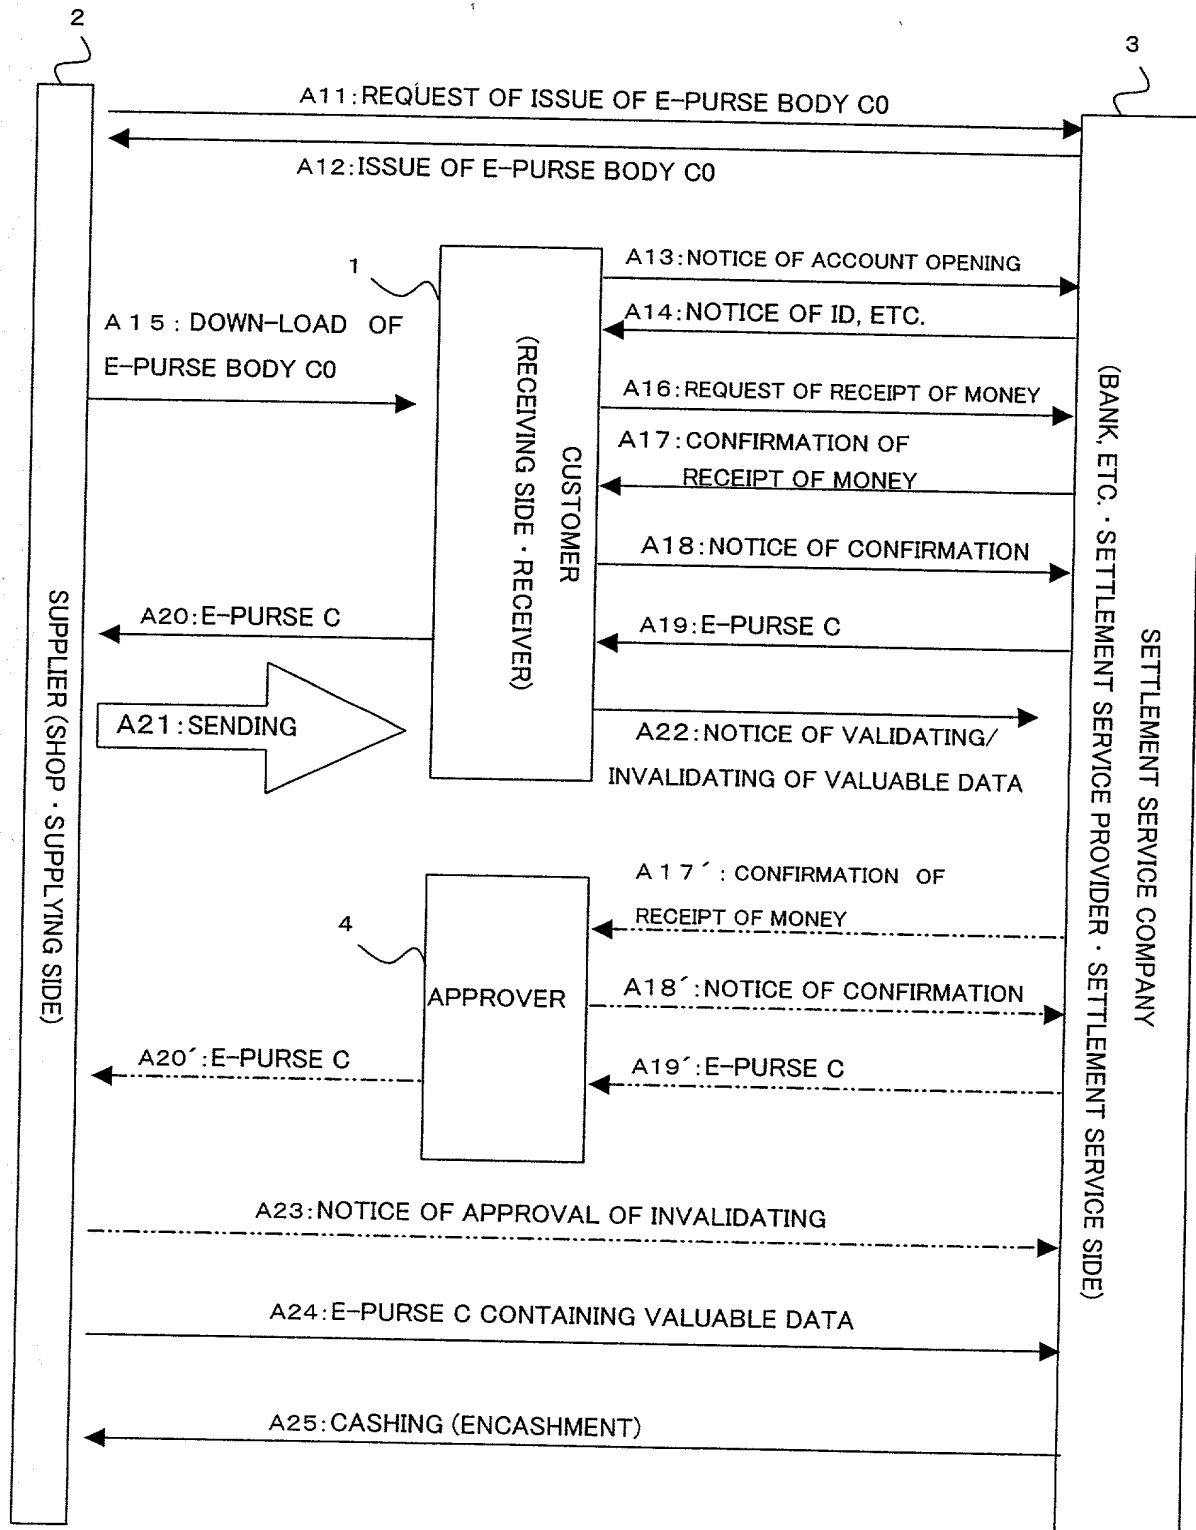 2
3
A11:REQUEST OF ISSUE OF E-PURSE BODY C0
A12:ISSUE OF E-PURSE BODY C0
1
A13:NOTICE OF ACCOUNT OPENING
A14:NOTICE OF ID, ETC.
A15: DOWN-LOAD OF
E-PURSE BODY C0
A16:REQUEST OF RECEIPT OF MONEY
A17:CONFIRMATION OF
RECEIPT OF MONEY
CUSTOMER
(RECEIVING SIDE・RECEIVER)
A18:NOTICE OF CONFIRMATION
A20:E-PURSE C
A19:E-PURSE C
A21:SENDING
A22:NOTICE OF VALIDATING/
INVALIDATING OF VALUABLE DATA
SUPPLIER (SHOP・SUPPLYING SIDE)
SETTLEMENT SERVICE COMPANY
(BANK, ETC.・SETTLEMENT SERVICE PROVIDER・SETTLEMENT SERVICE SIDE)
A17´: CONFIRMATION OF
RECEIPT OF MONEY
4
APPROVER
A18´:NOTICE OF CONFIRMATION
A20´:E-PURSE C
A19´:E-PURSE C
A23:NOTICE OF APPROVAL OF INVALIDATING
A24:E-PURSE C CONTAINING VALUABLE DATA
A25:CASHING (ENCASHMENT)